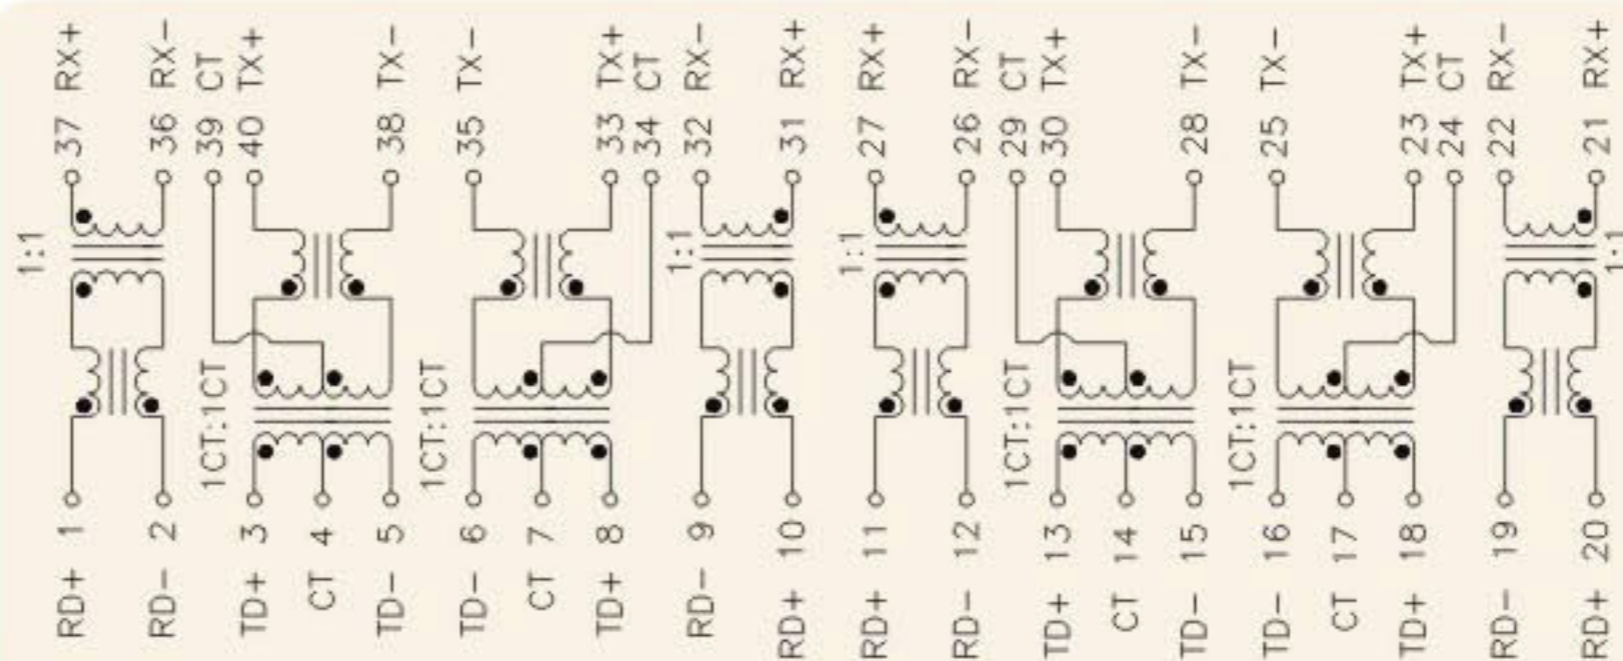 37 RX+
36 RX-
39 CT
40 TX+
38 TX-
35 TX-
33 TX+
34 CT
32 RX-
31 RX+
27 RX+
26 RX-
29 CT
30 TX+
28 TX-
25 TX-
23 TX+
24 CT
22 RX-
21 RX+
1:1
1:1
1:1
1:1
1CT:1CT
1CT:1CT
1CT:1CT
1CT:1CT
RD+ 1
RD- 2
TD+ 3
CT 4
TD- 5
TD- 6
CT 7
TD+ 8
RD- 9
RD+ 10
RD+ 11
RD- 12
TD+ 13
CT 14
TD- 15
TD- 16
CT 17
TD+ 18
RD- 19
RD+ 20